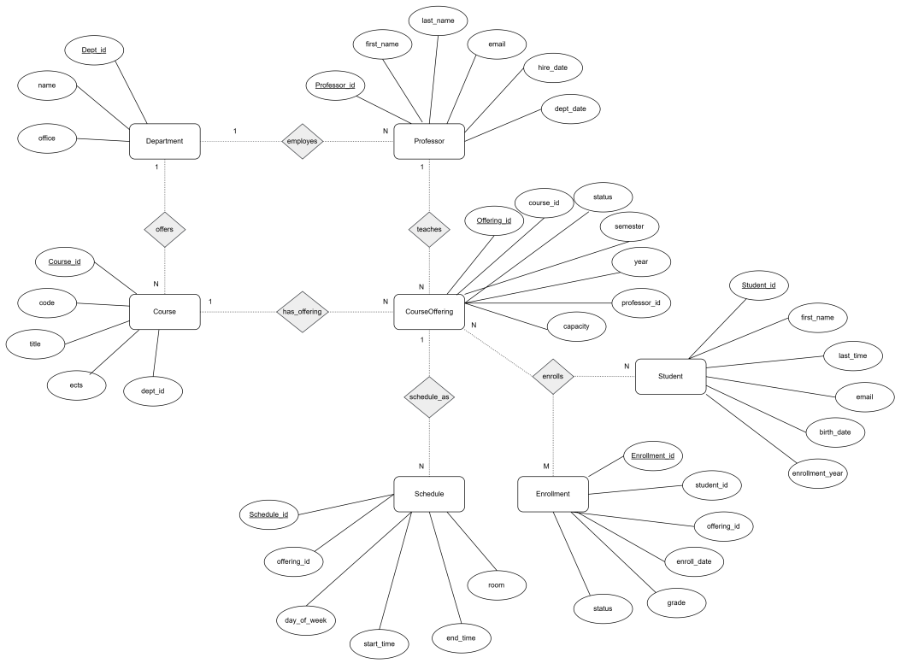 last_name
first_name
email
Dept_id
hire_date
Professor_id
name
dept_date
office
Department
1
employes
N
Professor
1
1
offers
teaches
Offering_id
course_id
status
semester
year
Course_id
N
N
code
Course
1
has_offering
N
CourseOffering
professor_id
capacity
Student_id
first_name
title
1
N
last_time
ects
dept_id
enrolls
N
Student
email
schedule_as
birth_date
enrollment_year
N
M
Enrollment_id
Schedule
Enrollment
student_id
Schedule_id
offering_id
offering_id
enroll_date
room
day_of_week
status
grade
start_time
end_time